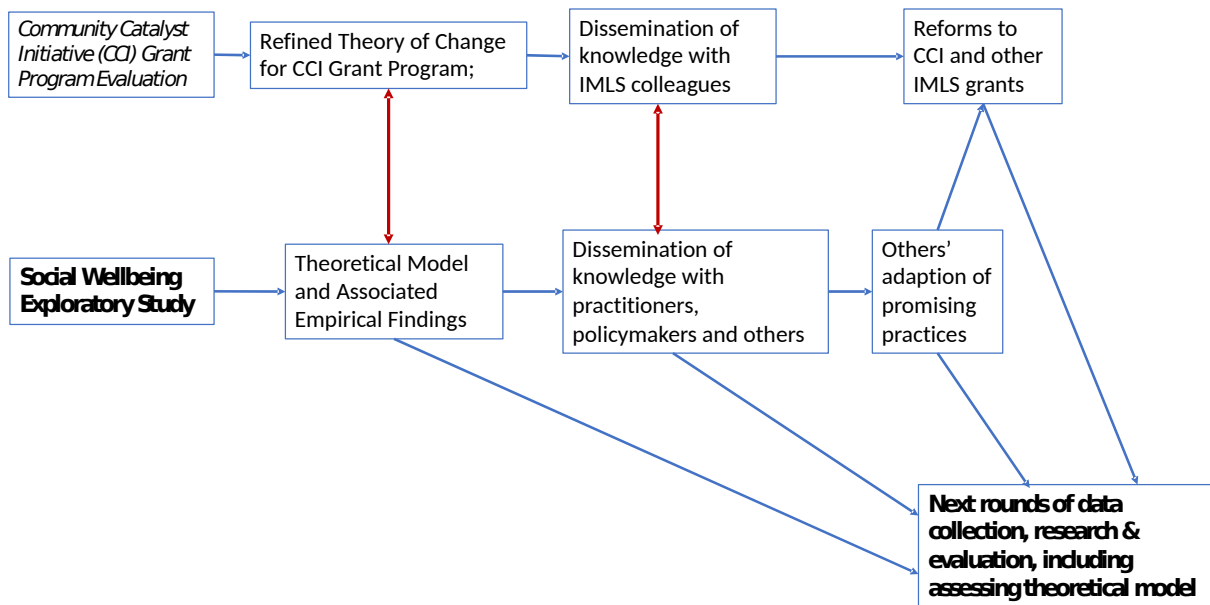 Community Catalyst
Initiative (CCI) Grant
Program Evaluation
Refined Theory of Change
for CCI Grant Program;
Dissemination of
knowledge with
IMLS colleagues
Reforms to
CCI and other
IMLS grants
Social Wellbeing
Exploratory Study
Theoretical Model
and Associated
Empirical Findings
Dissemination of
knowledge with
practitioners,
policymakers and others
Others’
adaption of
promising
practices
Next rounds of data
collection, research &
evaluation, including
assessing theoretical model